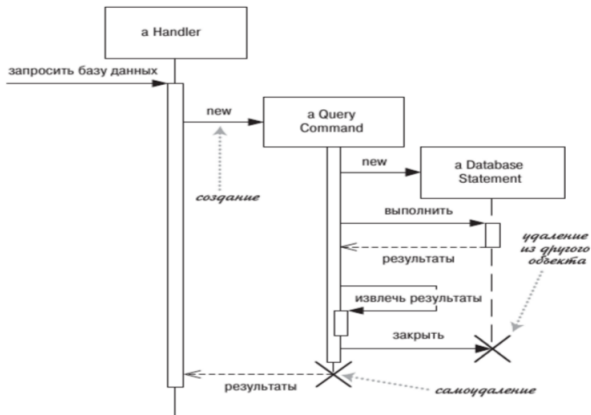 a Handler
запросить базу данных
new
a Query
Command
new
a Database
Statement
создание
выполнить
удаление
из другого
объекта
результаты
извлечь результаты
закрыть
результаты
самоудаление